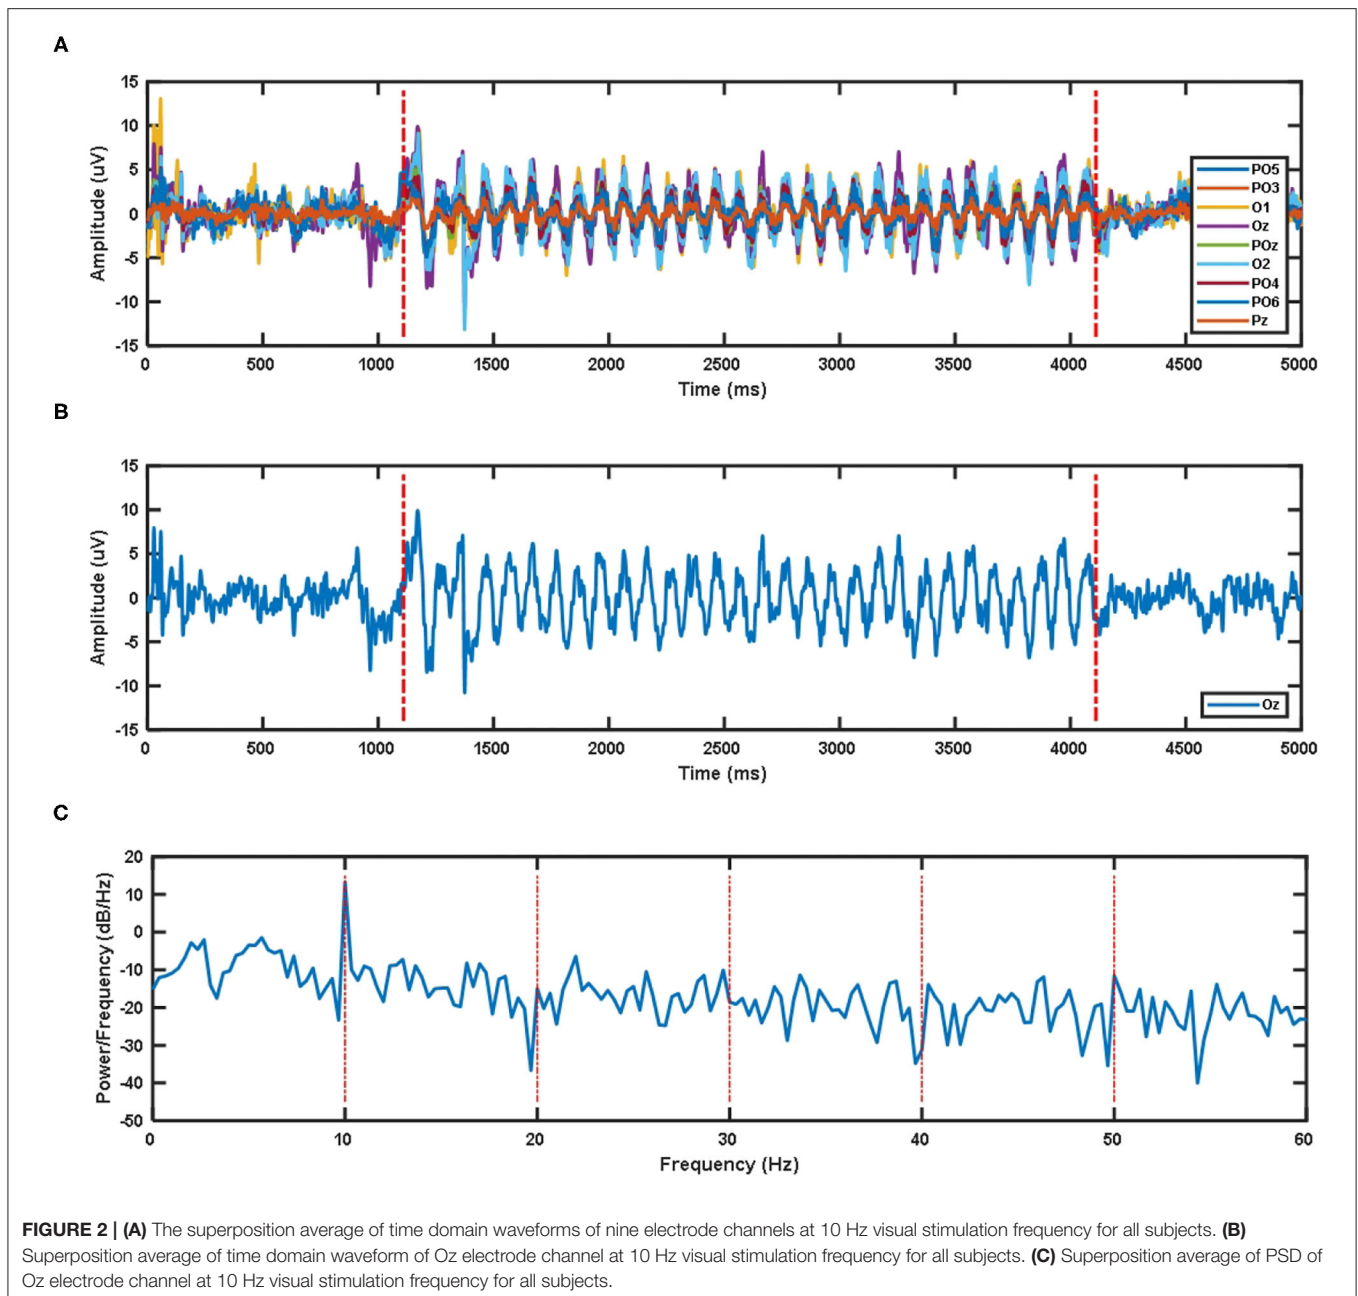 A
15
10
5
0
-5
-10
-15
Amplitude (uV)
PO5
PO3
O1
Oz
POz
O2
PO4
PO6
Pz
0 500 1000 1500 2000 2500 3000 3500 4000 4500 5000
Time (ms)
B
15
10
5
0
-5
-10
-15
Amplitude (uV)
Oz
0 500 1000 1500 2000 2500 3000 3500 4000 4500 5000
Time (ms)
C
20
10
0
-10
-20
-30
-40
-50
Power/Frequency (dB/Hz)
0 10 20 30 40 50 60
Frequency (Hz)
FIGURE 2 | (A) The superposition average of time domain waveforms of nine electrode channels at 10 Hz visual stimulation frequency for all subjects. (B)
Superposition average of time domain waveform of Oz electrode channel at 10 Hz visual stimulation frequency for all subjects. (C) Superposition average of PSD of
Oz electrode channel at 10 Hz visual stimulation frequency for all subjects.